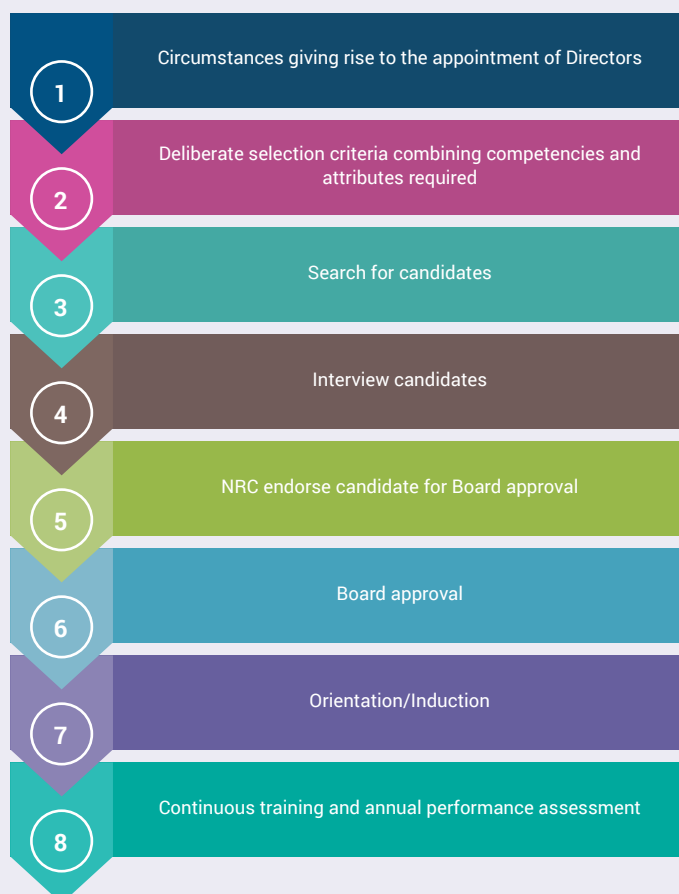 1
Circumstances giving rise to the appointment of Directors
2
Deliberate selection criteria combining competencies and
attributes required
3
Search for candidates
4
Interview candidates
5
NRC endorse candidate for Board approval
6
Board approval
7
Orientation/Induction
8
Continuous training and annual performance assessment